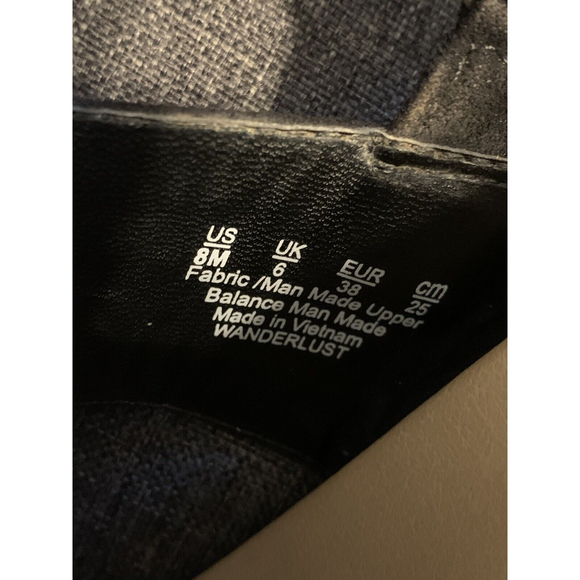 US UK EUR cm
8M 6 38 25
Fabric /Man Made Upper
Balance Man Made
Made in Vietnam
WANDERLUST